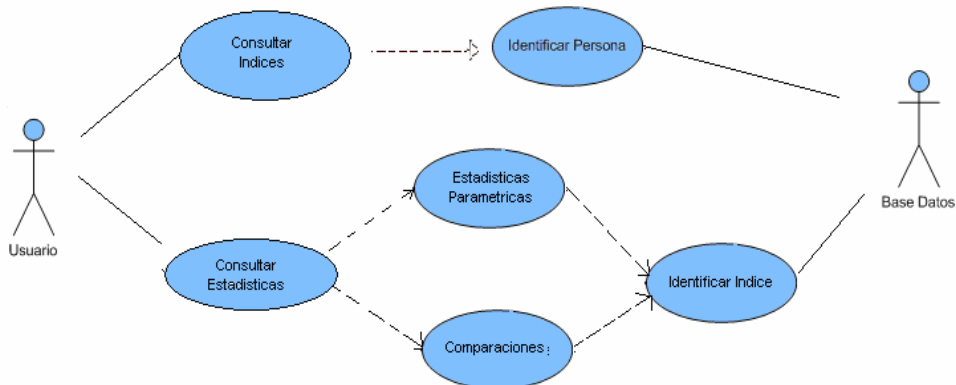 Consultar
Indices
Identificar Persona
Estadisticas
Parametricas
Base Datos
Usuario
Consultar
Estadisticas
Identificar Indice
Comparaciones